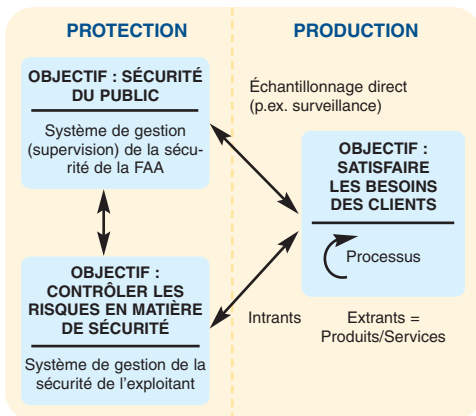 PROTECTION
OBJECTIF : SÉCURITÉ
DU PUBLIC
Système de gestion
(supervision) de la sécu-
rité de la FAA
OBJECTIF :
CONTRÔLER LES
RISQUES EN MATIÈRE
DE SÉCURITÉ
Système de gestion de la
sécurité de l'exploitant
PRODUCTION
Échantillonnage direct
(p.ex. surveillance)
OBJECTIF :
SATISFAIRE
LES BESOINS
DES CLIENTS
Processus
Intrants
Extrants =
Produits/Services